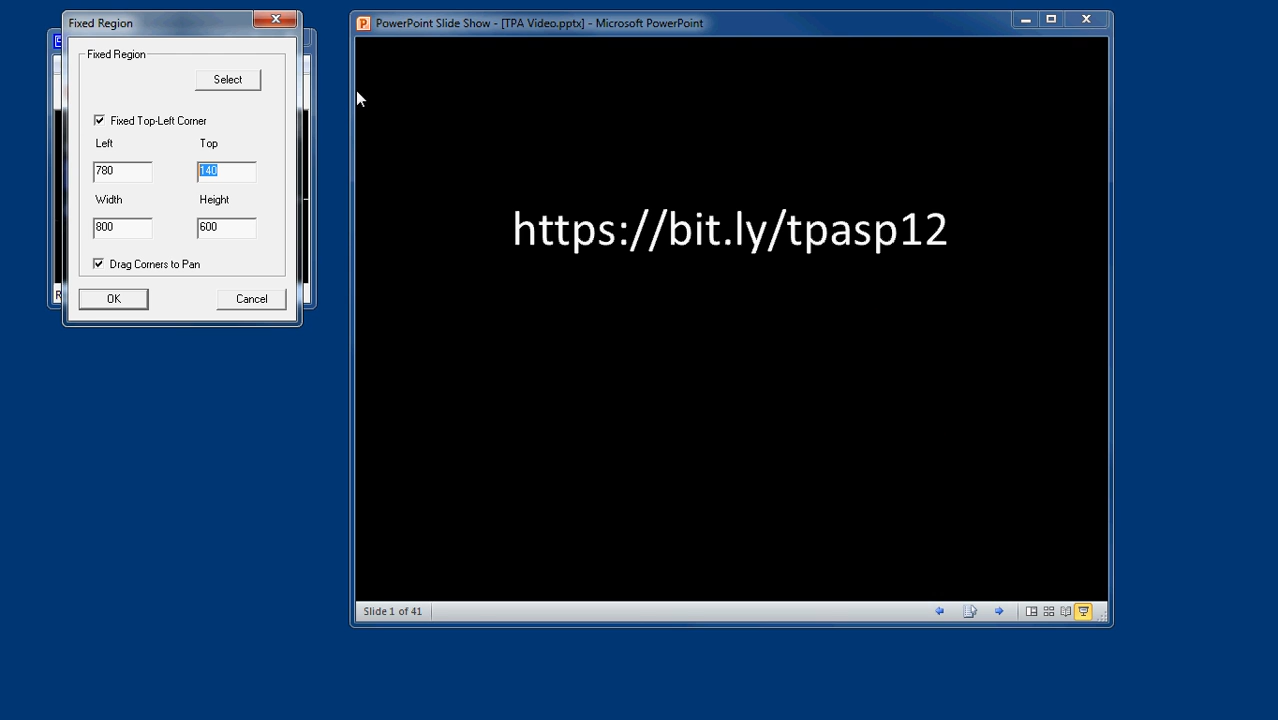 Fixed Region
Fixed Region
Select
Fixed Top-Left Corner
Left Top
780 140
Width Height
800 600
Drag Corners to Pan
OK Cancel
PowerPoint Slide Show - [TPA Video.pptx] - Microsoft PowerPoint
https://bit.ly/tpasp12
Slide 1 of 41